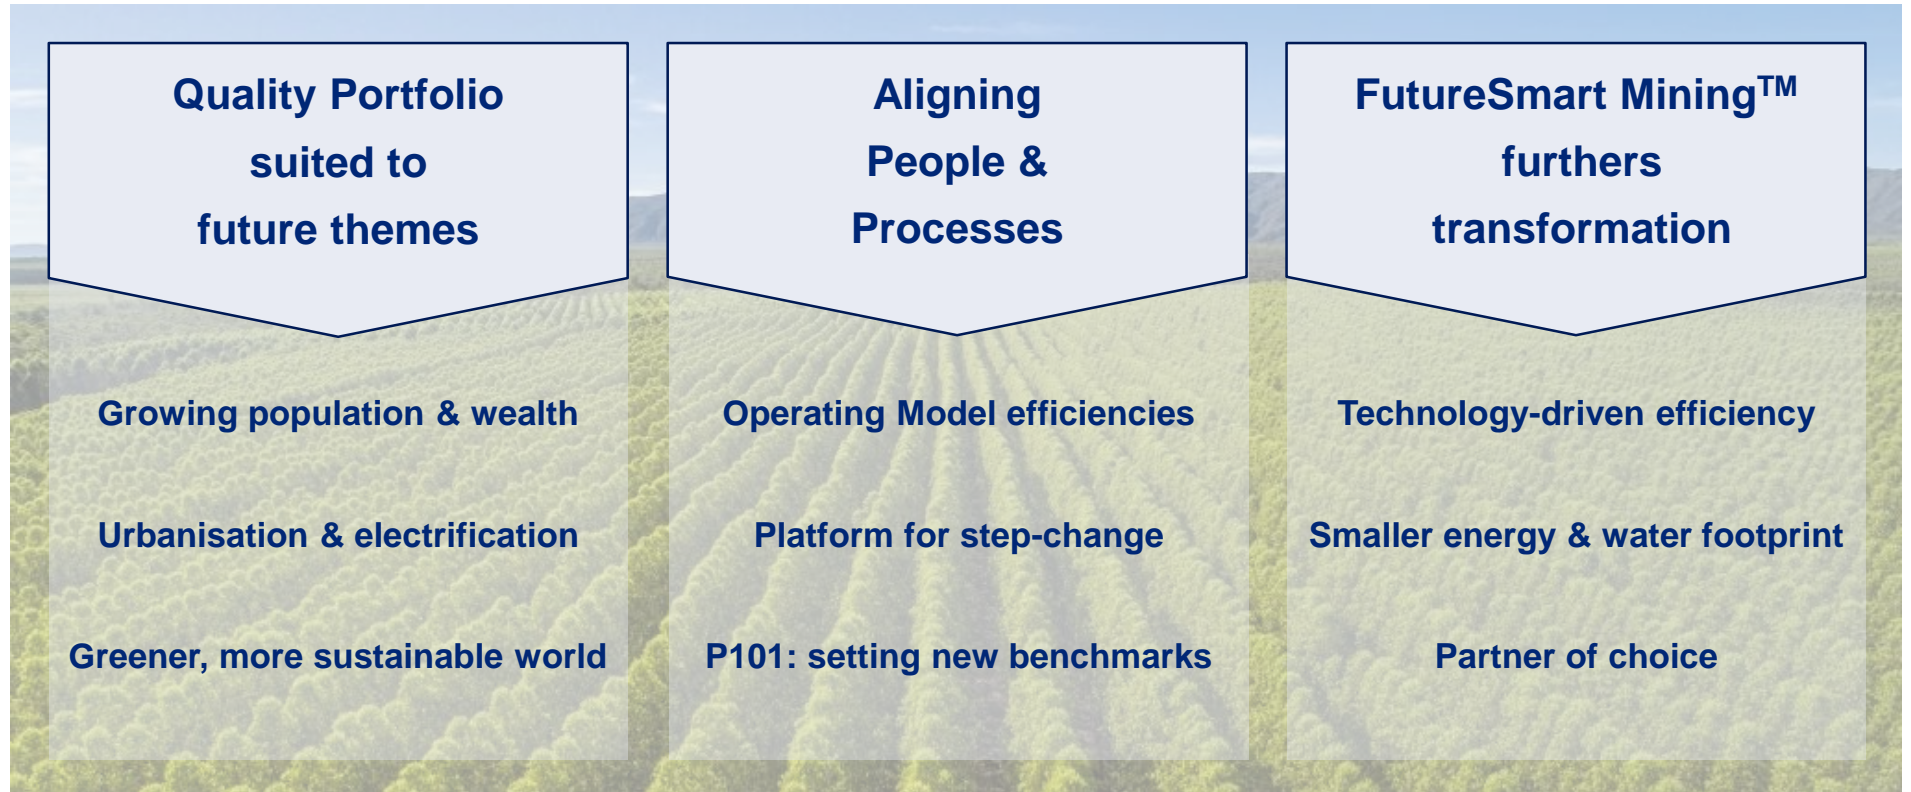 Quality Portfolio
suited to
future themes
Growing population & wealth
Urbanisation & electrification
Greener, more sustainable world
Aligning
People &
Processes
Operating Model efficiencies
Platform for step-change
P101: setting new benchmarks
FutureSmart Mining™
furthers
transformation
Technology-driven efficiency
Smaller energy & water footprint
Partner of choice